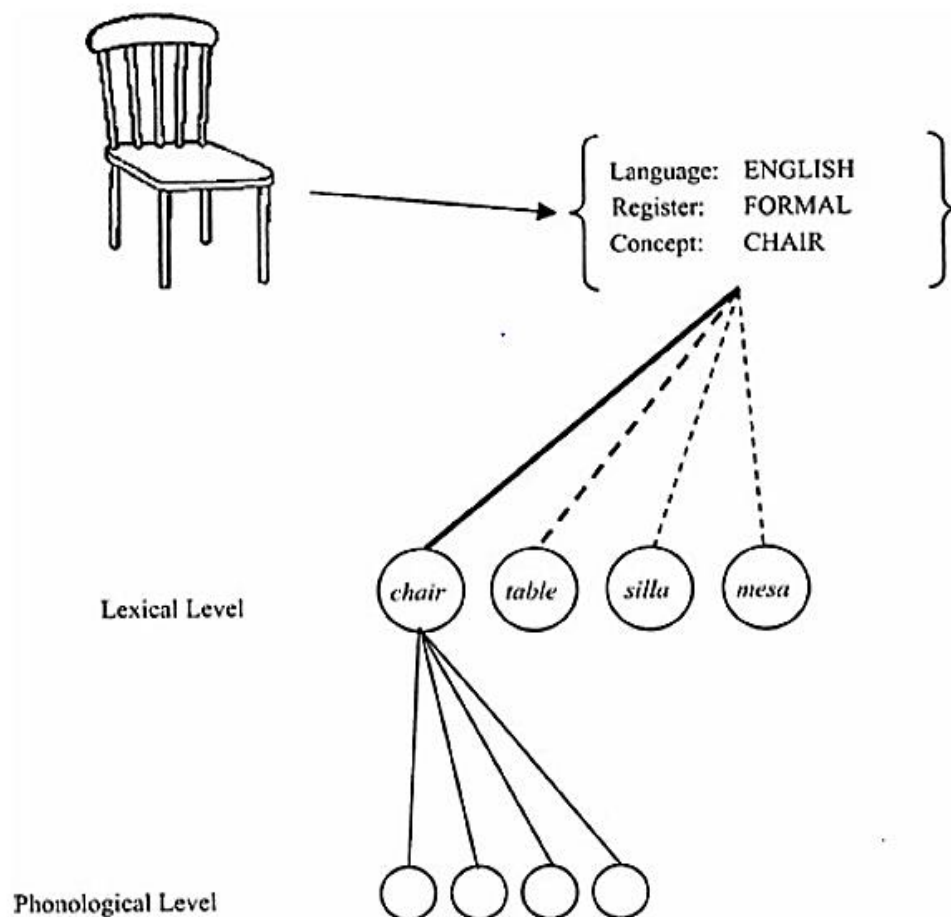 Language: ENGLISH
Register: FORMAL
Concept: CHAIR
chair table silla mesa
Lexical Level
Phonological Level